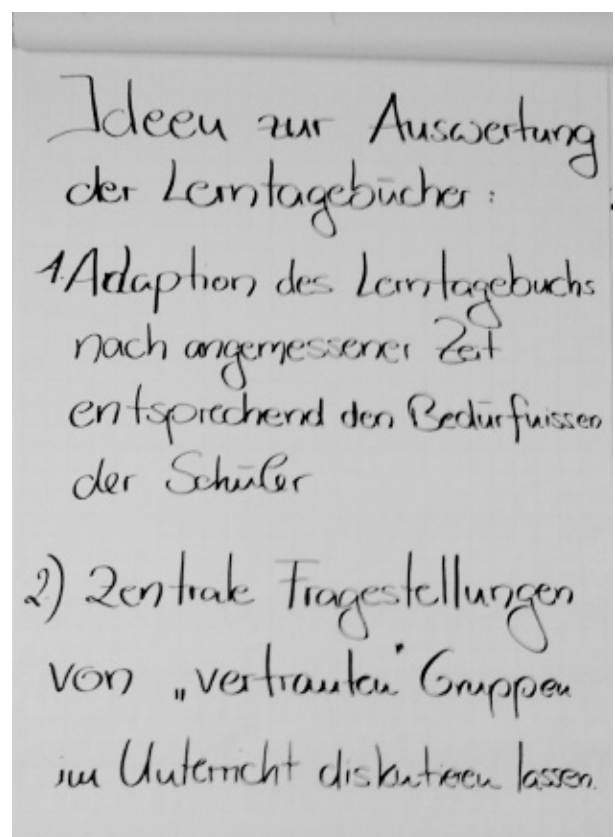 Ideen zur Auswertung
der Lerntagebücher:
1. Adaption des Lerntagebuchs
nach angemessener Zeit
entsprechend den Bedürfnissen
der Schüler
2) Zentrale Fragestellungen
von „vertrauten" Gruppen
im Unterricht diskutieren lassen.